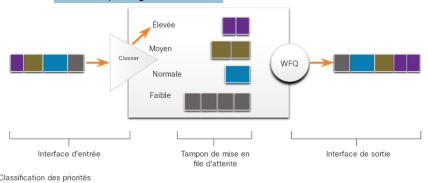 Élevée
Moyen
Classer
Normale
WFQ
Faible
Interface d'entrée
Tampon de mise en
file d'attente
Interface de sortie
Classification des priorités